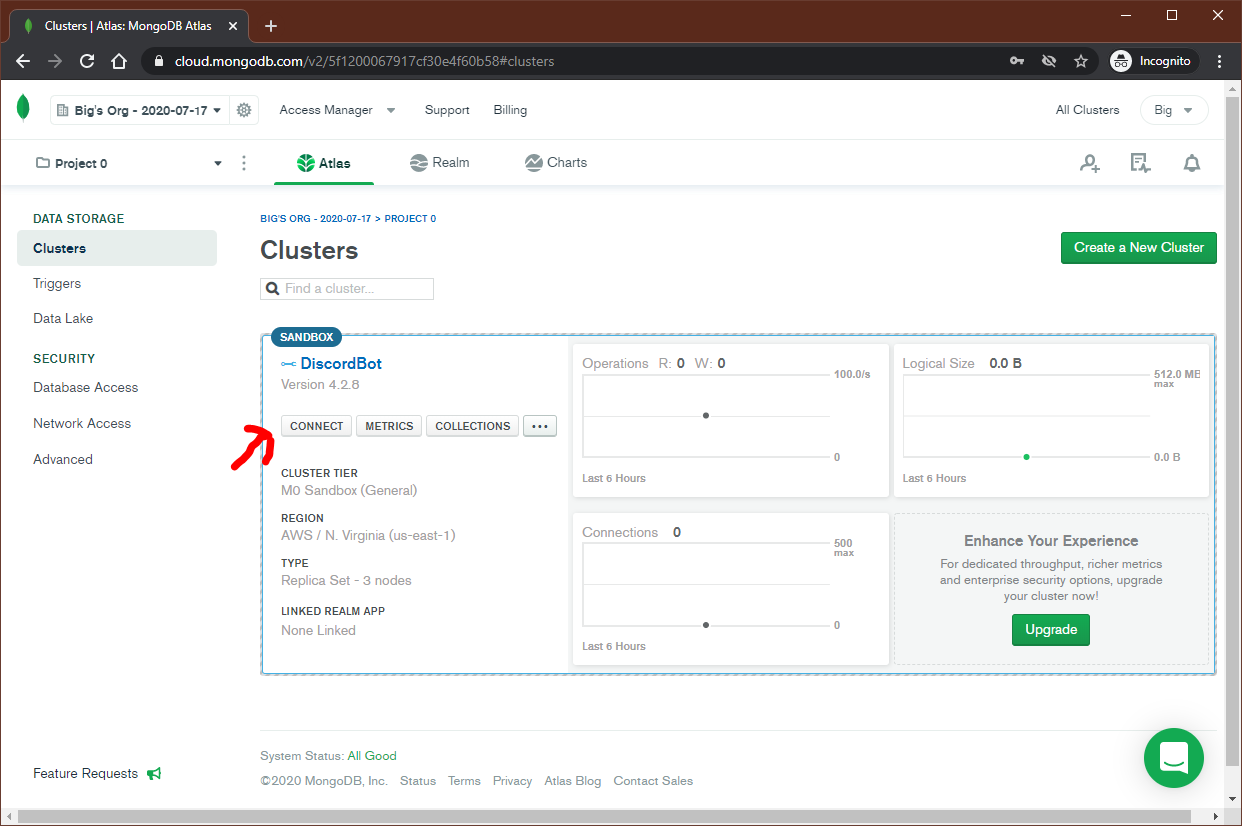 Clusters | Atlas: MongoDB Atlas
cloud.mongodb.com/v2/5f1200067917cf30e4f60b58#clusters
Incognito
Big's Org - 2020-07-17
Access Manager
Support
Billing
All Clusters
Big
Project 0
Atlas
Realm
Charts
DATA STORAGE
Clusters
Triggers
Data Lake
SECURITY
Database Access
Network Access
Advanced
Feature Requests
BIG'S ORG - 2020-07-17 > PROJECT 0
Clusters
Create a New Cluster
Find a cluster...
SANDBOX
DiscordBot
Version 4.2.8
CONNECT
METRICS
COLLECTIONS
...
CLUSTER TIER
M0 Sandbox (General)
REGION
AWS / N. Virginia (us-east-1)
TYPE
Replica Set - 3 nodes
LINKED REALM APP
None Linked
Operations R: 0 W: 0
100.0/s
0
Last 6 Hours
Logical Size 0.0 B
512.0 MB
max
0.0 B
Last 6 Hours
Connections 0
500
max
0
Last 6 Hours
Enhance Your Experience
For dedicated throughput, richer metrics
and enterprise security options, upgrade
your cluster now!
Upgrade
System Status: All Good
©2020 MongoDB, Inc. Status Terms Privacy Atlas Blog Contact Sales